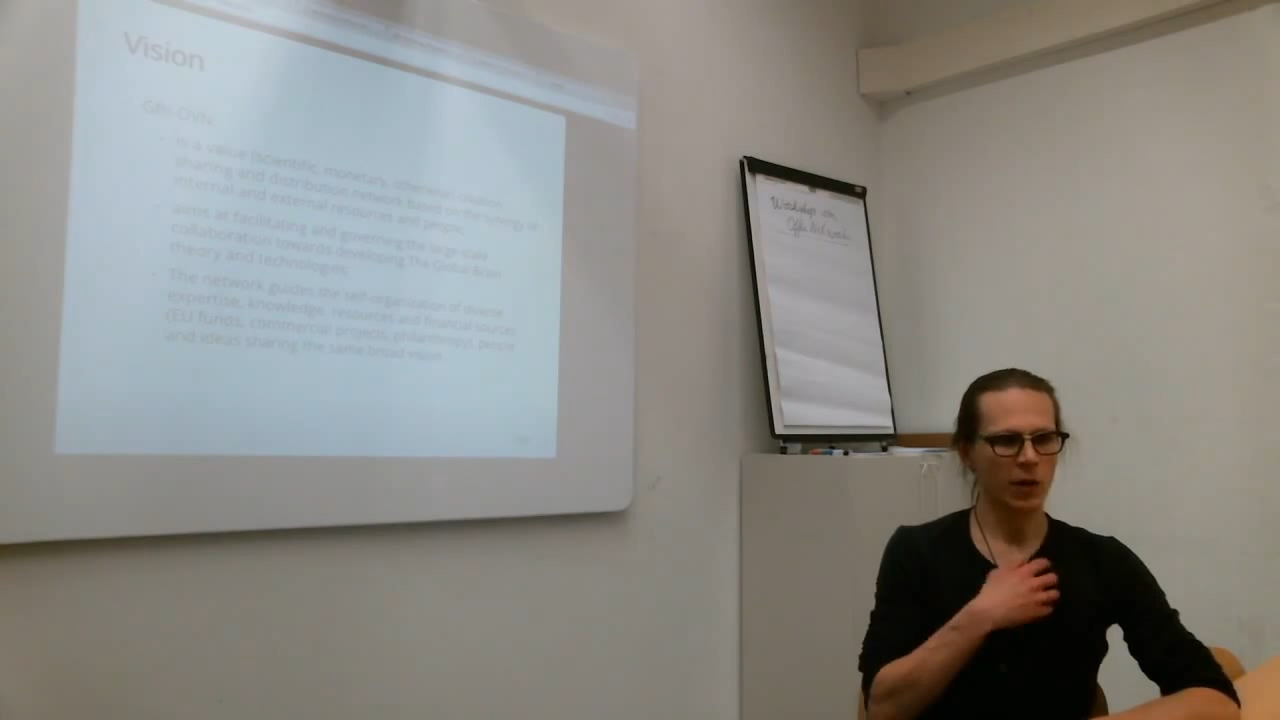 Vision
GBI-OVN
is a value (scientific, monetary, otherwise) creation
sharing and distribution network based on the synergy of
internal and external resources and people,
aims at facilitating and governing the large scale
collaboration towards developing The Global Brain
theory and technologies;
The network guides the self-organization of diverse
expertise, knowledge, resources and financial sources
(EU funds, commercial projects, philanthropy), people
and ideas sharing the same broad vision
Workshop on
Offer Networks